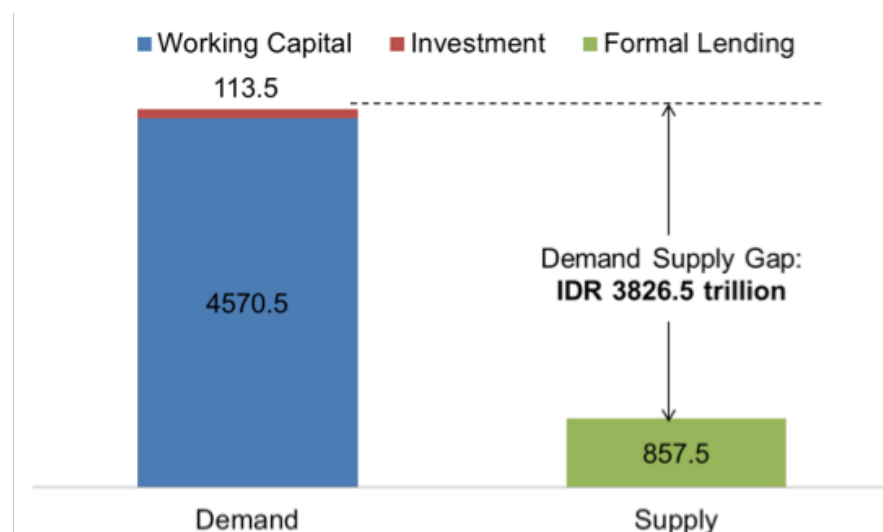 Working Capital Investment Formal Lending
113.5
Demand Supply Gap:
IDR 3826.5 trillion
4570.5
857.5
Demand Supply